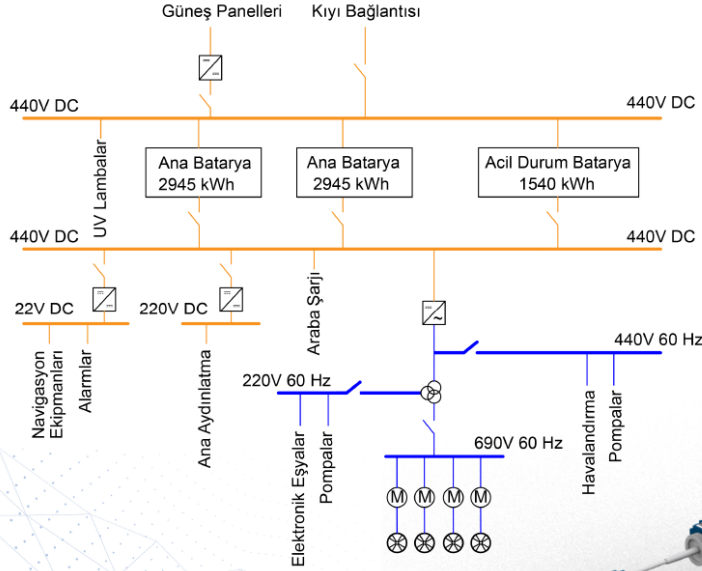 Güneş Panelleri
Kıyı Bağlantısı
440V DC
440V DC
UV Lambalar
Ana Batarya
2945 kWh
Ana Batarya
2945 kWh
Acil Durum Batarya
1540 kWh
440V DC
440V DC
22V DC
220V DC
Araba Şarjı
Navigasyon
Ekipmanları
Alarmlar
Ana Aydınlatma
440V 60 Hz
220V 60 Hz
Elektronik Eşyalar
Pompalar
690V 60 Hz
Havalandırma
Pompalar
M
M
M
M